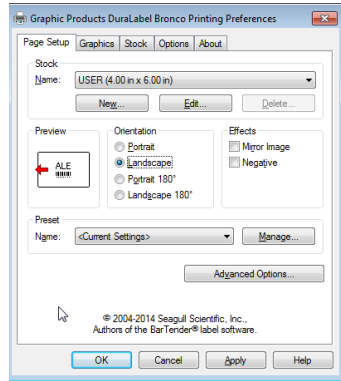 Graphic Products DuraLabel Bronco Printing Preferences
Page Setup Graphics Stock Options About
Stock
Name: USER (4.00 in x 6.00 in)
New... Edit... Delete...
Preview Orientation Effects
Portrait Mirror Image
ALE Landscape Negative
Portrait 180°
Landscape 180°
Preset
Name: <Current Settings> Manage...
Advanced Options...
© 2004-2014 Seagull Scientific, Inc.,
Authors of the BarTender® label software.
OK Cancel Apply Help